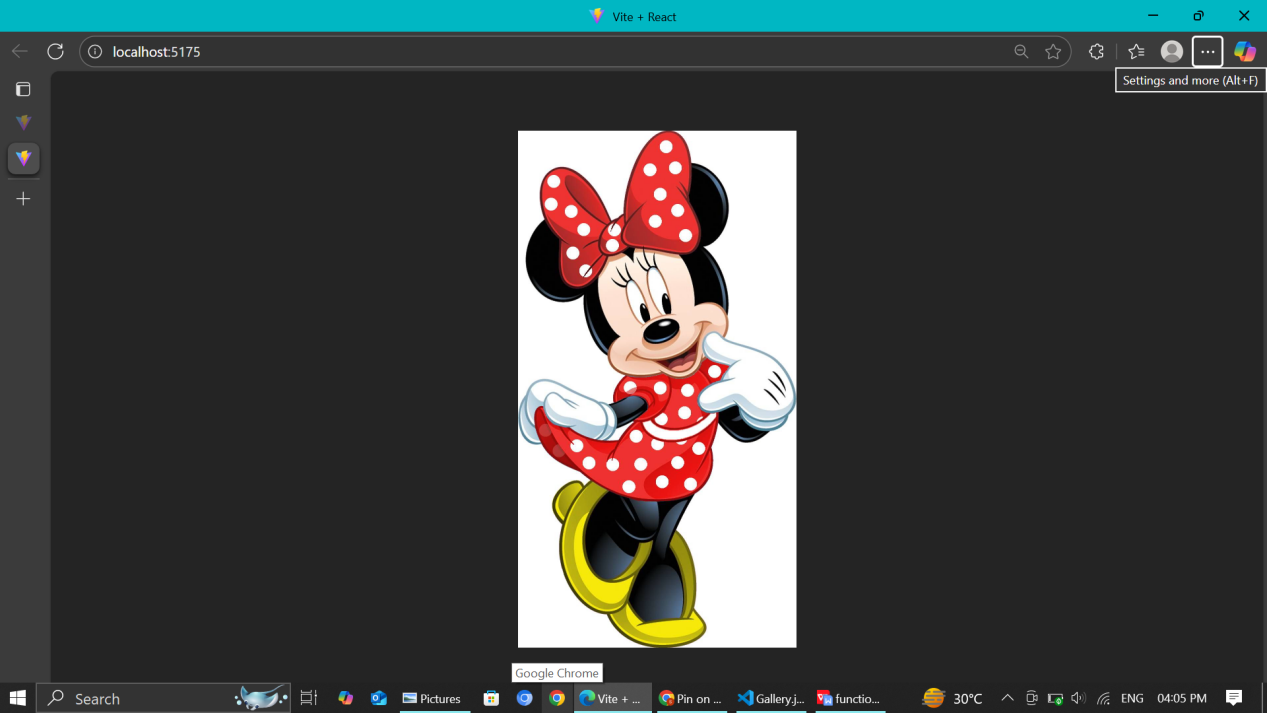 Vite + React
localhost:5175
Settings and more (Alt+F)
Google Chrome
Search
Pictures
Vite + ...
Pin on ...
Gallery.j...
functio...
30°C
ENG
04:05 PM